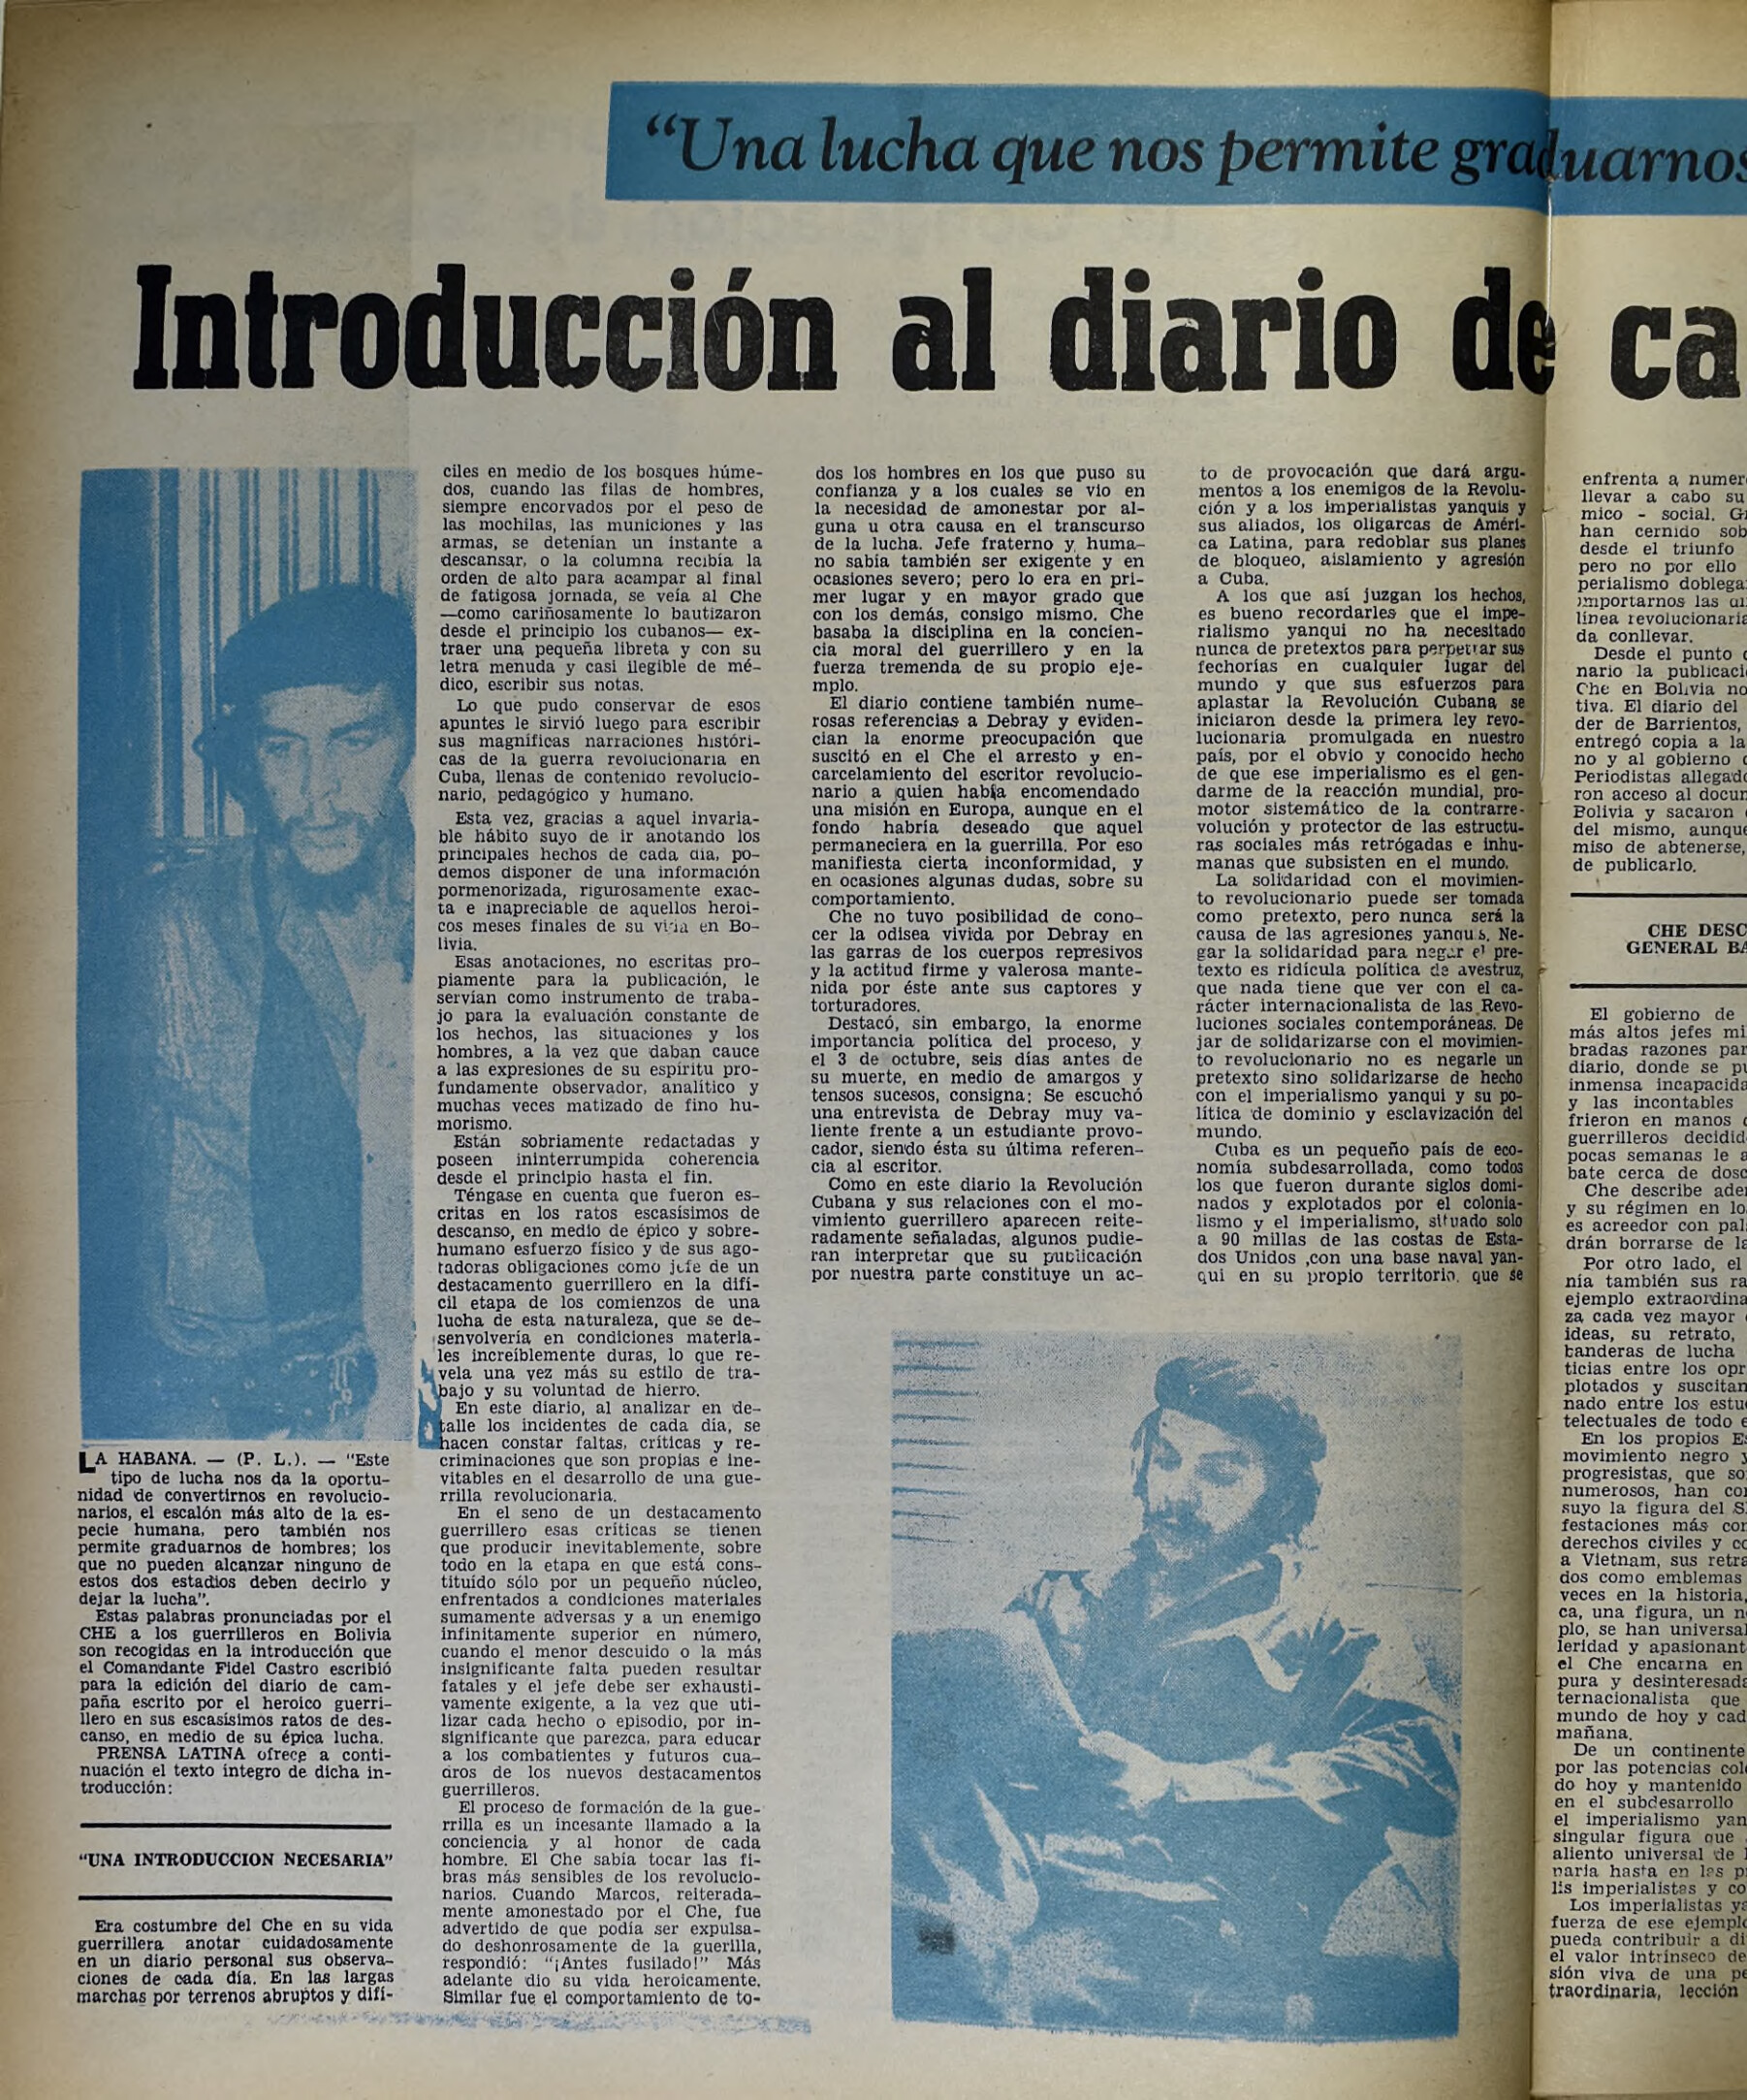 “Una lucha que nos permite graduarnos
Introducción al diario de ca
LA HABANA. — (P. L.). — “Este
tipo de lucha nos da la oportu-
nidad de convertirnos en revolucio-
narios, el escalón más alto de la es-
pecie humana, pero también nos
permite graduarnos de hombres; los
que no pueden alcanzar ninguno de
estos dos estadios deben decirlo y
dejar la lucha”.
Estas palabras pronunciadas por el
CHE a los guerrilleros en Bolivia
son recogidas en la introducción que
el Comandante Fidel Castro escribió
para la edición del diario de cam-
paña escrito por el heroico guerri-
llero en sus escasísimos ratos de des-
canso, en medio de su épica lucha.
PRENSA LATINA ofrece a conti-
nuación el texto íntegro de dicha in-
troducción:
“UNA INTRODUCCION NECESARIA”
Era costumbre del Che en su vida
guerrillera anotar cuidadosamente
en un diario personal sus observa-
ciones de cada día. En las largas
marchas por terrenos abruptos y difí-
ciles en medio de los bosques húme-
dos, cuando las filas de hombres,
siempre encorvados por el peso de
las mochilas, las municiones y las
armas, se detenían un instante a
descansar, o la columna recibía la
orden de alto para acampar al final
de fatigosa jornada, se veía al Che
—como cariñosamente lo bautizaron
desde el principio los cubanos— ex-
traer una pequeña libreta y con su
letra menuda y casi ilegible de mé-
dico, escribir sus notas.
Lo que pudo conservar de esos
apuntes le sirvió luego para escribir
sus magníficas narraciones históri-
cas de la guerra revolucionaria en
Cuba, llenas de contenido revolucio-
nario, pedagógico y humano.
Esta vez, gracias a aquel invaria-
ble hábito suyo de ir anotando los
principales hechos de cada día, po-
demos disponer de una información
pormenorizada, rigurosamente exac-
ta e inapreciable de aquellos heroi-
cos meses finales de su vida en Bo-
livia.
Esas anotaciones, no escritas pro-
piamente para la publicación, le
servían como instrumento de traba-
jo para la evaluación constante de
los hechos, las situaciones y los
hombres, a la vez que daban cauce
a las expresiones de su espíritu pro-
fundamente observador, analítico y
muchas veces matizado de fino hu-
morismo.
Están sobriamente redactadas y
poseen ininterrumpida coherencia
desde el principio hasta el fin.
Téngase en cuenta que fueron es-
critas en los ratos escasísimos de
descanso, en medio de épico y sobre-
humano esfuerzo físico y de sus ago-
tadoras obligaciones como jefe de un
destacamento guerrillero en la difí-
cil etapa de los comienzos de una
lucha de esta naturaleza, que se de-
senvolvería en condiciones materia-
les increíblemente duras, lo que re-
vela una vez más su estilo de tra-
bajo y su voluntad de hierro.
En este diario, al analizar en de-
talle los incidentes de cada día, se
hacen constar faltas, críticas y re-
criminaciones que son propias e ine-
vitables en el desarrollo de una gue-
rrilla revolucionaria.
En el seno de un destacamento
guerrillero esas críticas se tienen
que producir inevitablemente, sobre
todo en la etapa en que está cons-
tituído sólo por un pequeño núcleo,
enfrentados a condiciones materiales
sumamente adversas y a un enemigo
infinitamente superior en número,
cuando el menor descuido o la más
insignificante falta pueden resultar
fatales y el jefe debe ser exhausti-
vamente exigente, a la vez que uti-
lizar cada hecho o episodio, por in-
significante que parezca, para educar
a los combatientes y futuros cua-
dros de los nuevos destacamentos
guerrilleros.
El proceso de formación de la gue-
rrilla es un incesante llamado a la
conciencia y al honor de cada
hombre. El Che sabía tocar las fi-
bras más sensibles de los revolucio-
narios. Cuando Marcos, reiterada-
mente amonestado por el Che, fue
advertido de que podía ser expulsa-
do deshonrosamente de la guerilla,
respondió: “¡Antes fusilado!” Más
adelante dio su vida heroicamente.
Similar fue el comportamiento de to-
dos los hombres en los que puso su
confianza y a los cuales se vio en
la necesidad de amonestar por al-
guna u otra causa en el transcurso
de la lucha. Jefe fraterno y huma-
no sabía también ser exigente y en
ocasiones severo; pero lo era en pri-
mer lugar y en mayor grado que
con los demás, consigo mismo. Che
basaba la disciplina en la concien-
cia moral del guerrillero y en la
fuerza tremenda de su propio eje-
mplo.
El diario contiene también nume-
rosas referencias a Debray y eviden-
cian la enorme preocupación que
suscitó en el Che el arresto y en-
carcelamiento del escritor revolucio-
nario a quien había encomendado
una misión en Europa, aunque en el
fondo habría deseado que aquel
permaneciera en la guerrilla. Por eso
manifiesta cierta inconformidad, y
en ocasiones algunas dudas, sobre su
comportamiento.
Che no tuvo posibilidad de cono-
cer la odisea vivida por Debray en
las garras de los cuerpos represivos
y la actitud firme y valerosa mante-
nida por éste ante sus captores y
torturadores.
Destacó, sin embargo, la enorme
importancia política del proceso, y
el 3 de octubre, seis días antes de
su muerte, en medio de amargos y
tensos sucesos, consigna: Se escuchó
una entrevista de Debray muy va-
liente frente a un estudiante provo-
cador, siendo ésta su última referen-
cia al escritor.
Como en este diario la Revolución
Cubana y sus relaciones con el mo-
vimiento guerrillero aparecen reite-
radamente señaladas, algunos pudie-
ran interpretar que su publicación
por nuestra parte constituye un ac-
to de provocación que dará argu-
mentos a los enemigos de la Revolu-
ción y a los imperialistas yanquis y
sus aliados, los oligarcas de Améri-
ca Latina, para redoblar sus planes
de bloqueo, aislamiento y agresión
a Cuba.
A los que así juzgan los hechos,
es bueno recordarles que el impe-
rialismo yanqui no ha necesitado
nunca de pretextos para perpetrar sus
fechorías en cualquier lugar del
mundo y que sus esfuerzos para
aplastar la Revolución Cubana se
iniciaron desde la primera ley revo-
lucionaria promulgada en nuestro
país, por el obvio y conocido hecho
de que ese imperialismo es el gen-
darme de la reacción mundial, pro-
motor sistemático de la contrarre-
volución y protector de las estructu-
ras sociales más retrógadas e inhu-
manas que subsisten en el mundo.
La solidaridad con el movimien-
to revolucionario puede ser tomada
como pretexto, pero nunca será la
causa de las agresiones yanquis. Ne-
gar la solidaridad para negar el pre-
texto es ridícula política de avestruz,
que nada tiene que ver con el ca-
rácter internacionalista de las Revo-
luciones sociales contemporáneas. De
jar de solidarizarse con el movimien-
to revolucionario no es negarle un
pretexto sino solidarizarse de hecho
con el imperialismo yanqui y su po-
lítica de dominio y esclavización del
mundo.
Cuba es un pequeño país de eco-
nomía subdesarrollada, como todos
los que fueron durante siglos domi-
nados y explotados por el colonia-
lismo y el imperialismo, situado solo
a 90 millas de las costas de Esta-
dos Unidos ,con una base naval yan-
qui en su propio territorio, que se
enfrenta a numer
llevar a cabo su
mico - social. G
han cernido sob
desde el triunfo
pero no por ello
perialismo doblega
importarnos las
línea revolucionaria
da conllevar.
Desde el punto
nario la publicaci
Che en Bolivia no
tiva. El diario del
der de Barrientos,
entregó copia a la
no y al gobierno
Periodistas allegado
ron acceso al docu
Bolivia y sacaron
del mismo, aunque
miso de abtenerse,
de publicarlo.
CHE DESC
GENERAL BA
El gobierno de
más altos jefes mi
bradas razones par
diario, donde se pu
inmensa incapacida
y las incontables
frieron en manos
guerrilleros decidid
pocas semanas le a
bate cerca de dosc
Che describe ade
y su régimen en lo
es acreedor con pal
drán borrarse de la
Por otro lado, el
nía también sus ra
ejemplo extraordina
za cada vez mayor
ideas, su retrato,
banderas de lucha
ticias entre los opr
plotados y suscitan
nado entre los estu
telectuales de todo e
En los propios Es
movimiento negro y
progresistas, que so
numerosos, han co
suyo la figura del
festaciones más co
derechos civiles y co
a Vietnam, sus retra
dos como emblemas
veces en la historia,
ca, una figura, un n
plo, se han universal
leridad y apasionant
el Che encarna en
pura y desinteresada
ternacionalista que
mundo de hoy y cad
mañana.
De un continente
por las potencias col
do hoy y mantenido
en el subdesarrollo
el imperialismo yan
singular figura que
aliento universal de
naria hasta en las p
lis imperialistas y co
Los imperialistas ya
fuerza de ese ejempl
pueda contribuir a di
el valor intrínseco de
sión viva de una pe
traordinaria, lección